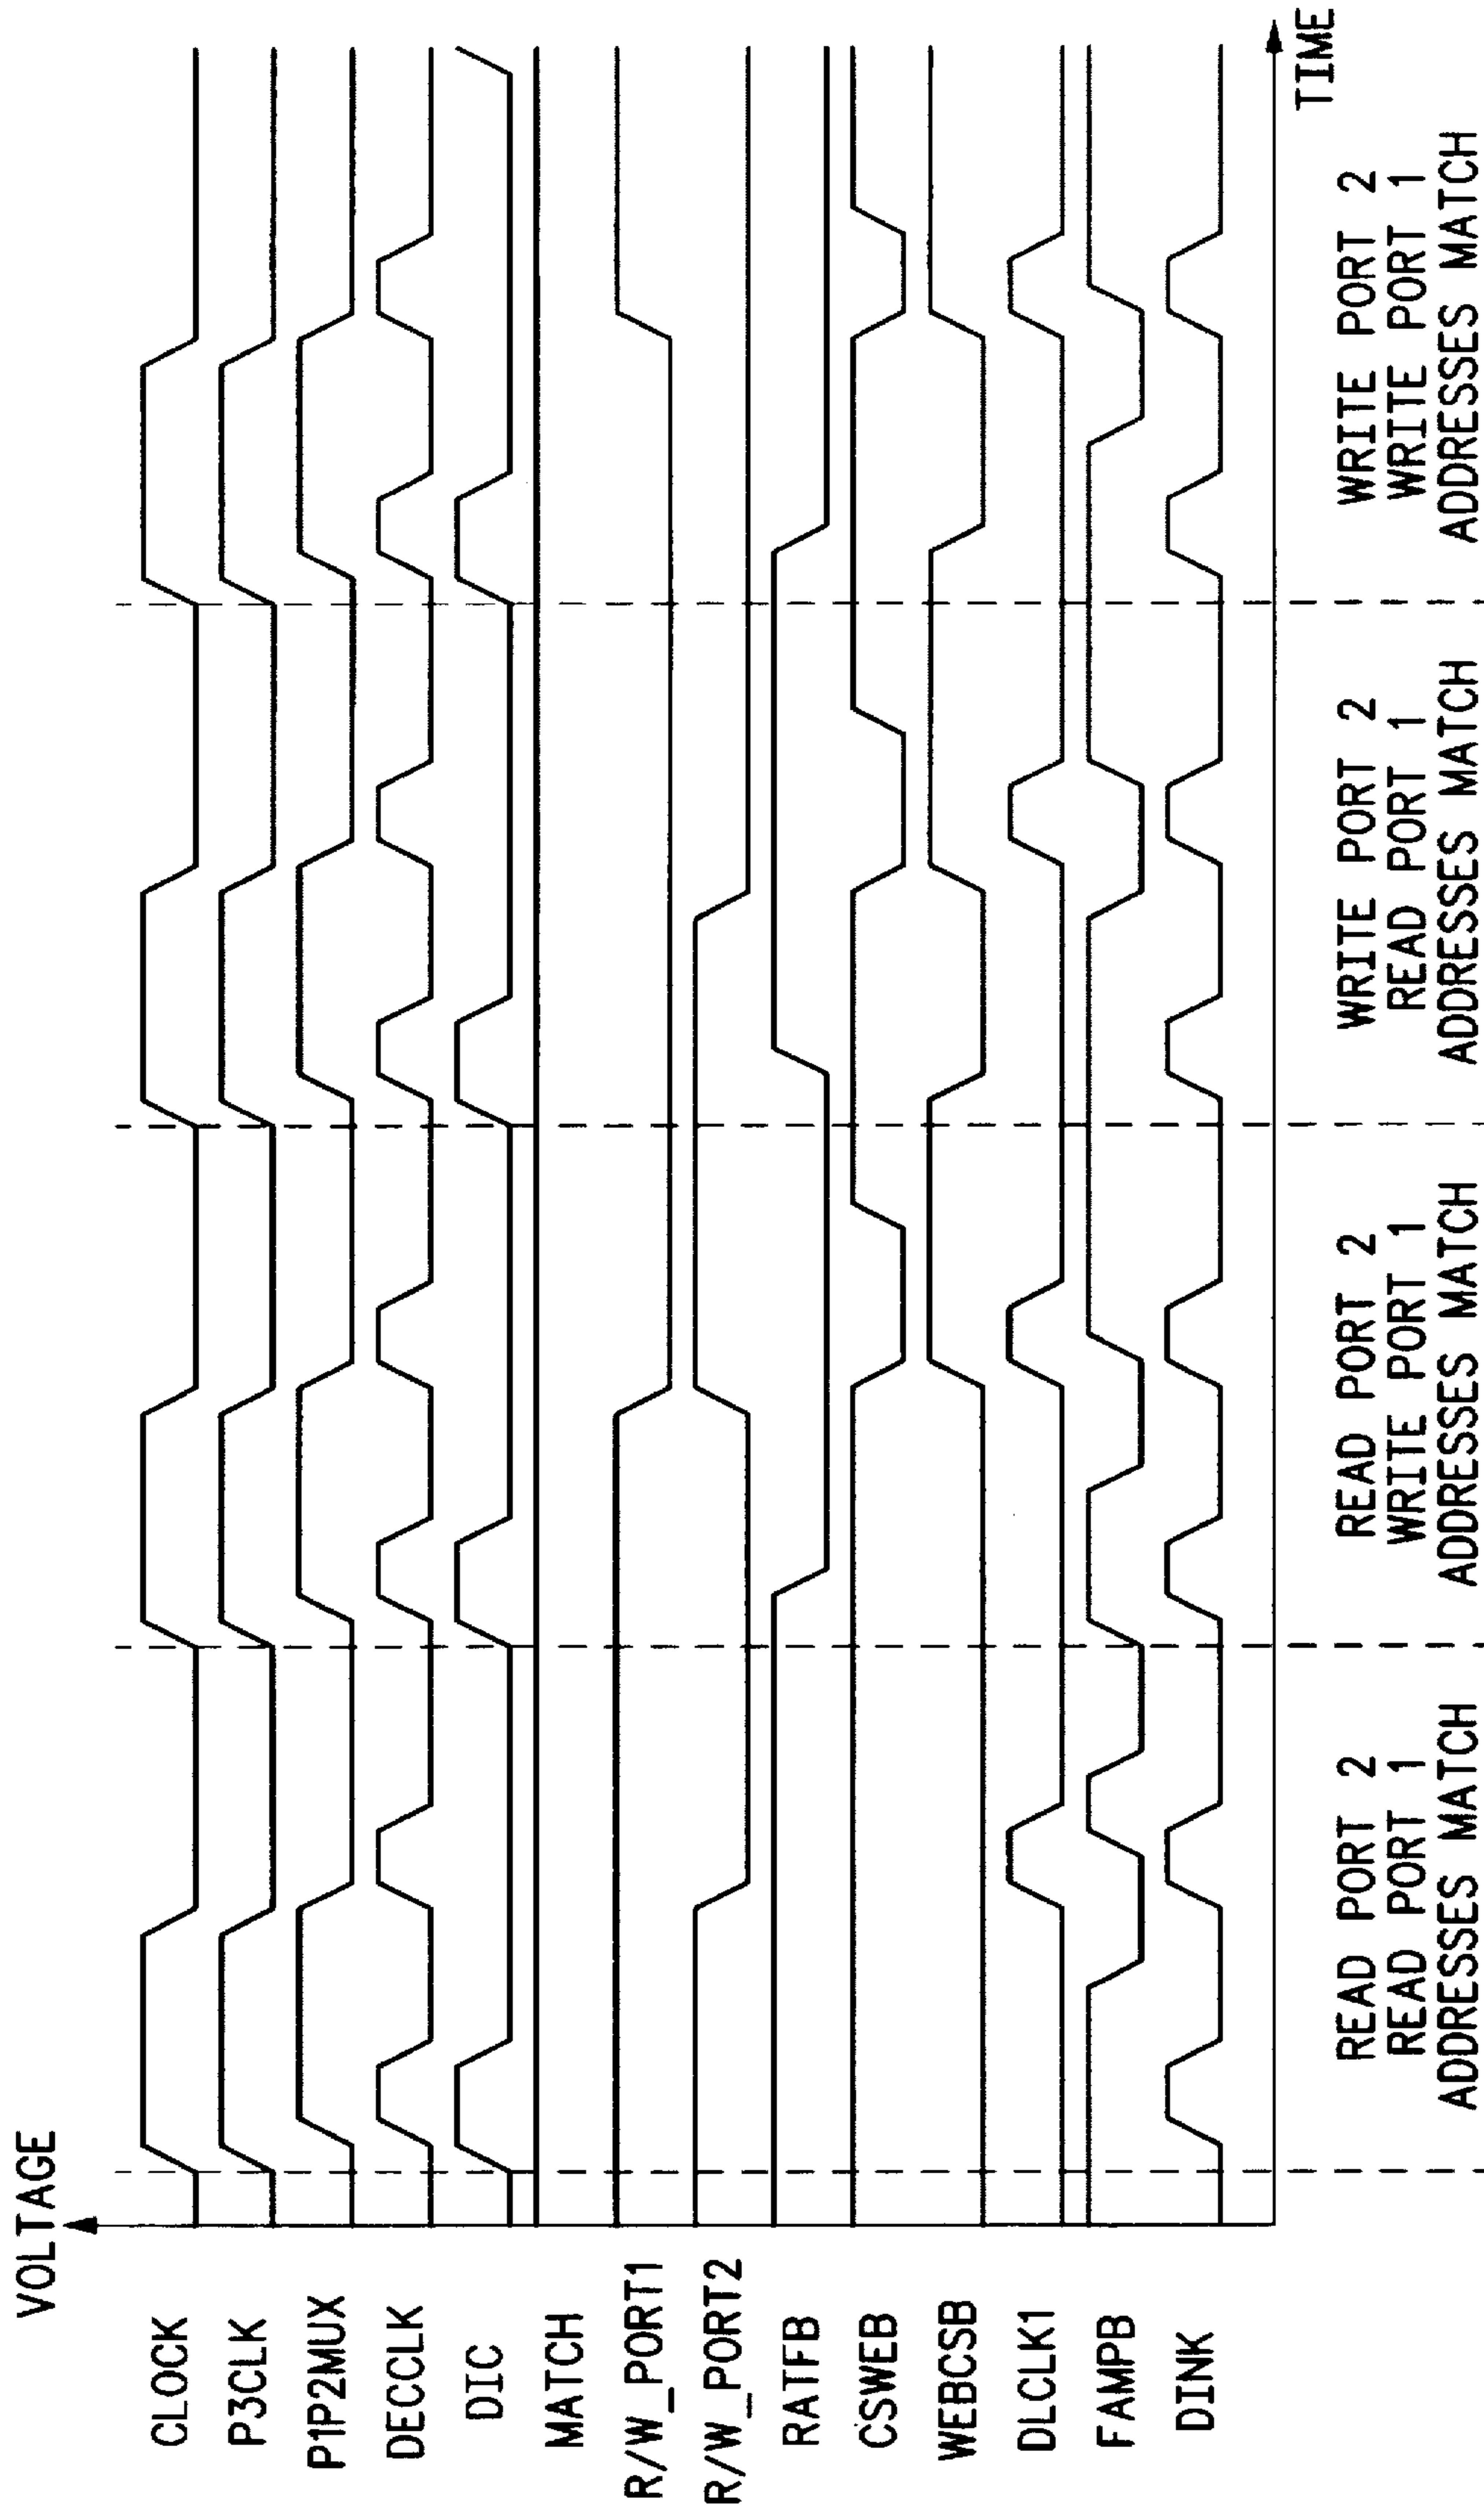 VOLTAGE
CLOCK
P3CLK
P1P2MUX
DECCLK
DIC
MATCH
R/W_PORT1
R/W_PORT2
RATFB
CSWEB
WEBCSB
DLCLK1
FAMPB
DINK
TIME
READ PORT 2
READ PORT 1
ADDRESSES MATCH
READ PORT 2
WRITE PORT 1
ADDRESSES MATCH
WRITE PORT 2
READ PORT 1
ADDRESSES MATCH
WRITE PORT 2
WRITE PORT 1
ADDRESSES MATCH